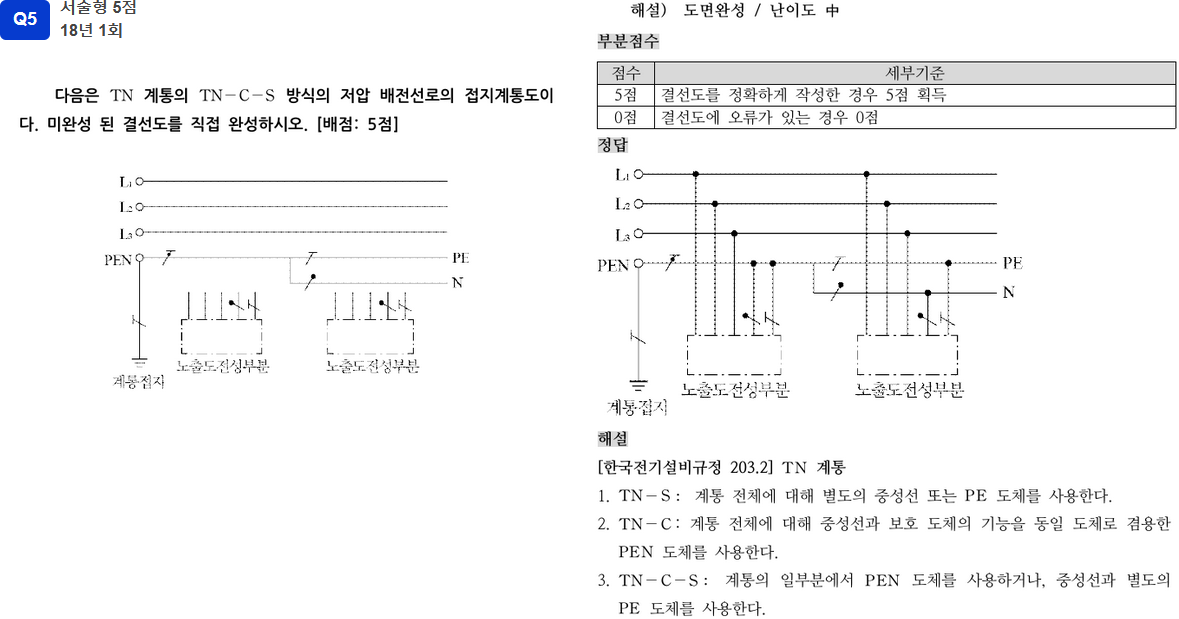 Q5
서술형 5점
18년 1회
다음은 TN 계통의 TN-C-S 방식의 저압 배전선로의 접지계통도이
다. 미완성 된 결선도를 직접 완성하시오. [배점: 5점]
L₁
L₂
L₃
PEN
PE
N
노출도전성부분
노출도전성부분
계통접지
해설) 도면완성 / 난이도 中
부분점수
점수 세부기준
5점 결선도를 정확하게 작성한 경우 5점 획득
0점 결선도에 오류가 있는 경우 0점
정답
L₁
L₂
L₃
PEN
PE
N
노출도전성부분
노출도전성부분
계통접지
해설
[한국전기설비규정 203.2] TN 계통
1. TN-S : 계통 전체에 대해 별도의 중성선 또는 PE 도체를 사용한다.
2. TN-C : 계통 전체에 대해 중성선과 보호 도체의 기능을 동일 도체로 겸용한
PEN 도체를 사용한다.
3. TN-C-S : 계통의 일부분에서 PEN 도체를 사용하거나, 중성선과 별도의
PE 도체를 사용한다.